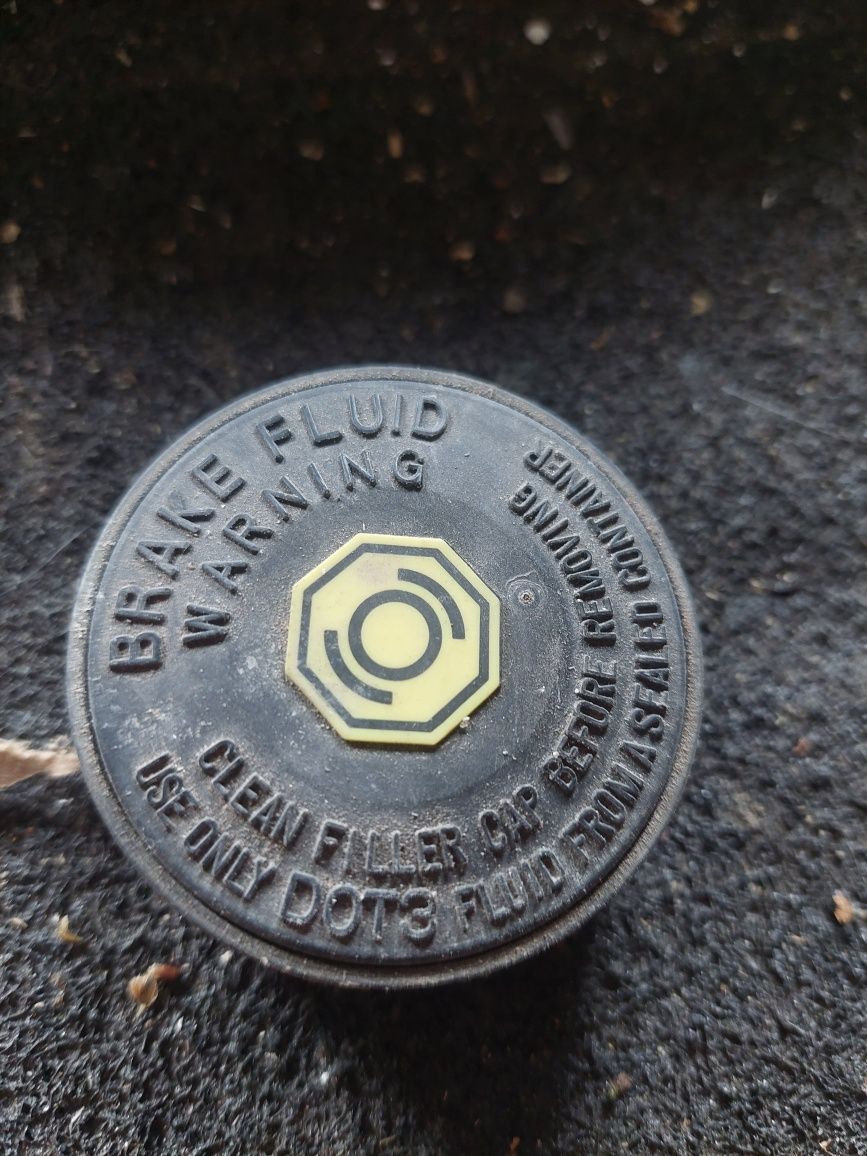 BRAKE FLUID
WARNING
CLEAN FILLER CAP BEFORE REMOVING
USE ONLY DOT3 FLUID FROM A SEALED CONTAINER